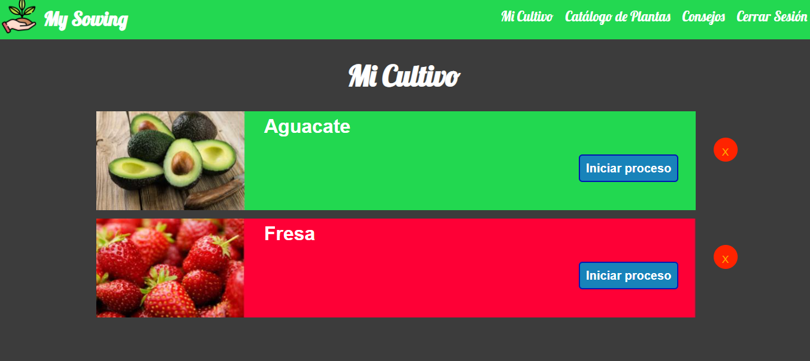 My Sowing
Mi Cultivo Catálogo de Plantas Consejos Cerrar Sesión
Mi Cultivo
Aguacate
Iniciar proceso
x
Fresa
Iniciar proceso
x